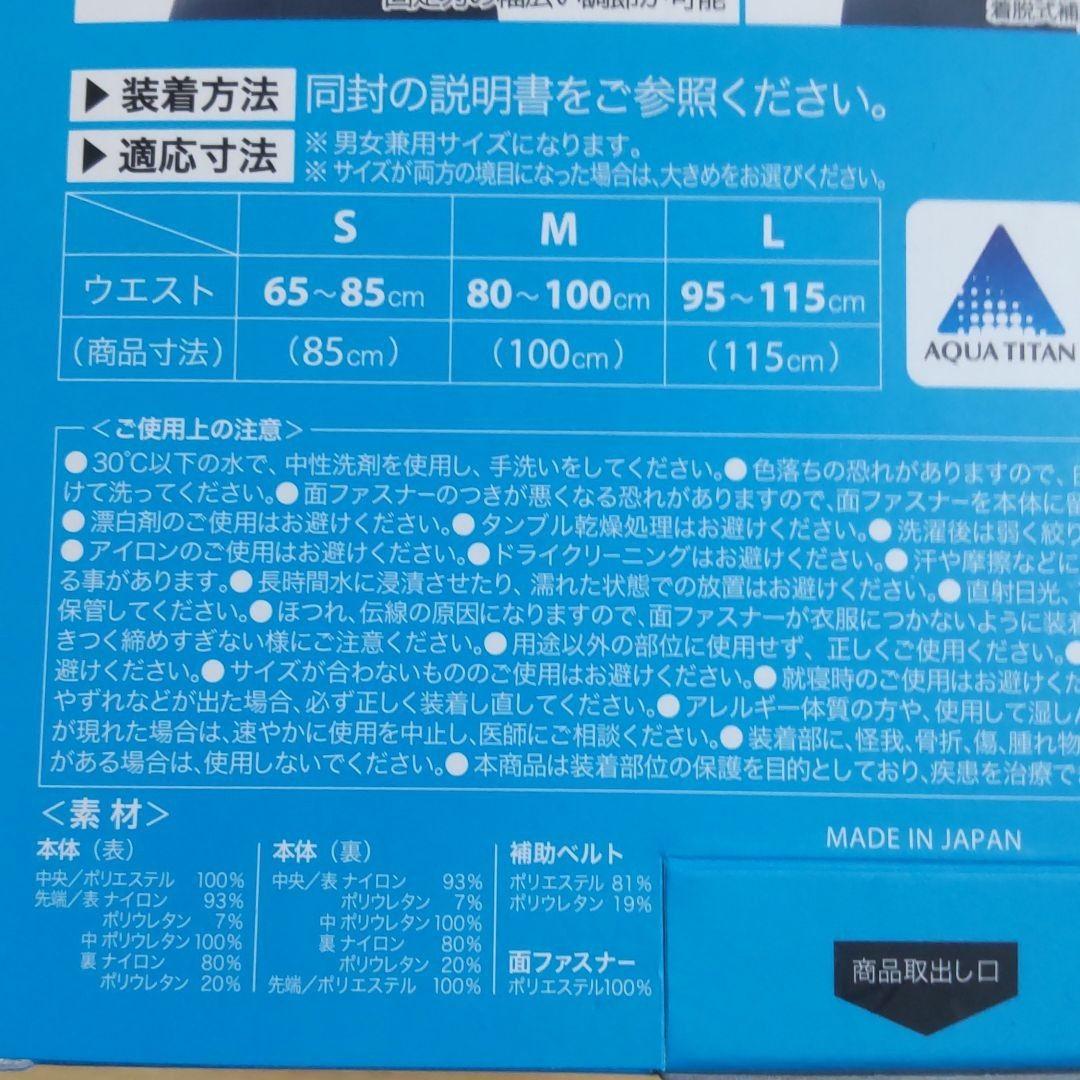 固定力の幅広い調節が可能
着脱式補
▶装着方法 同封の説明書をご参照ください。
▶適応寸法 ※男女兼用サイズになります。
※サイズが両方の境目になった場合は、大きめをお選びください。
S M L
ウエスト 65～85cm 80～100cm 95～115cm
（商品寸法） （85cm） （100cm） （115cm）
AQUA TITAN
＜ご使用上の注意＞
●30℃以下の水で、中性洗剤を使用し、手洗いをしてください。●色落ちの恐れがありますので、
けて洗ってください。●面ファスナーのつきが悪くなる恐れがありますので、面ファスナーを本体に留
●漂白剤のご使用はお避けください。●タンブル乾燥処理はお避けください。●洗濯後は弱く絞り
●アイロンのご使用はお避けください。●ドライクリーニングはお避けください。●汗や摩擦などに
る事があります。●長時間水に浸漬させたり、濡れた状態での放置はお避けください。●直射日光、
保管してください。●ほつれ、伝線の原因になりますので、面ファスナーが衣服につかないように装着
きつく締めすぎない様にご注意ください。●用途以外の部位に使用せず、正しくご使用ください。●
避けください。●サイズが合わないもののご使用はお避けください。●就寝時のご使用はお避けくだ
やずれなどが出た場合、必ず正しく装着し直してください。●アレルギー体質の方や、使用して湿しん
が現れた場合は、速やかに使用を中止し、医師にご相談ください。●装着部に、怪我、骨折、傷、腫れ物
がある場合は、使用しないでください。●本商品は装着部位の保護を目的としており、疾患を治療で
＜素材＞
MADE IN JAPAN
本体（表）
中央／ポリエステル 100%
先端／表 ナイロン 93%
ポリウレタン 7%
中 ポリウレタン 100%
裏 ナイロン 80%
ポリウレタン 20%
本体（裏）
中央／表 ナイロン 93%
ポリウレタン 7%
中 ポリウレタン 100%
裏 ナイロン 80%
ポリウレタン 20%
先端／ポリエステル 100%
補助ベルト
ポリエステル 81%
ポリウレタン 19%
面ファスナー
ポリエステル100%
商品取出し口